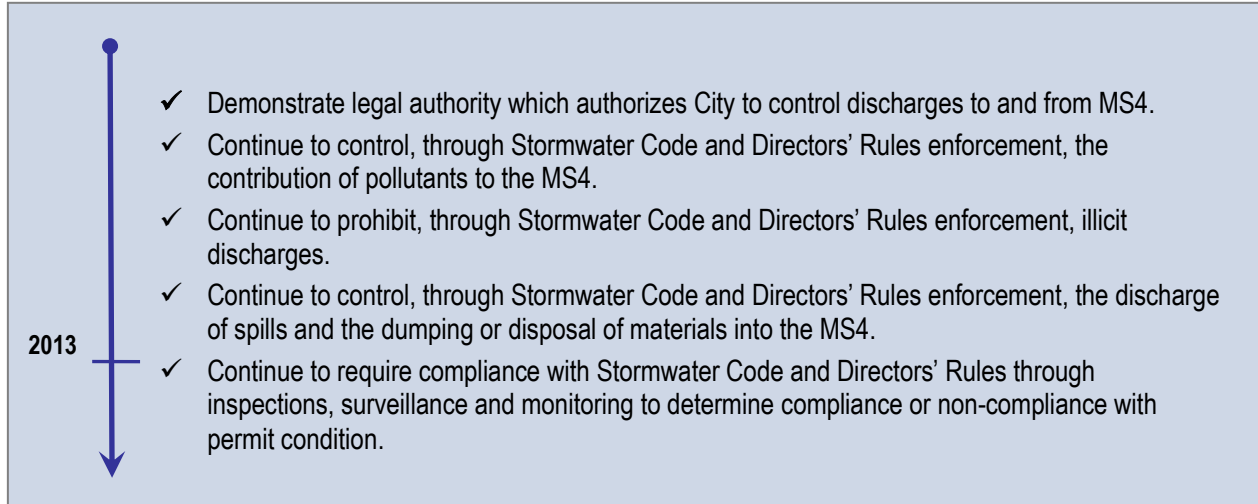 ✓ Demonstrate legal authority which authorizes City to control discharges to and from MS4.
✓ Continue to control, through Stormwater Code and Directors’ Rules enforcement, the
contribution of pollutants to the MS4.
✓ Continue to prohibit, through Stormwater Code and Directors’ Rules enforcement, illicit
discharges.
✓ Continue to control, through Stormwater Code and Directors’ Rules enforcement, the discharge
of spills and the dumping or disposal of materials into the MS4.
2013
✓ Continue to require compliance with Stormwater Code and Directors’ Rules through
inspections, surveillance and monitoring to determine compliance or non-compliance with
permit condition.